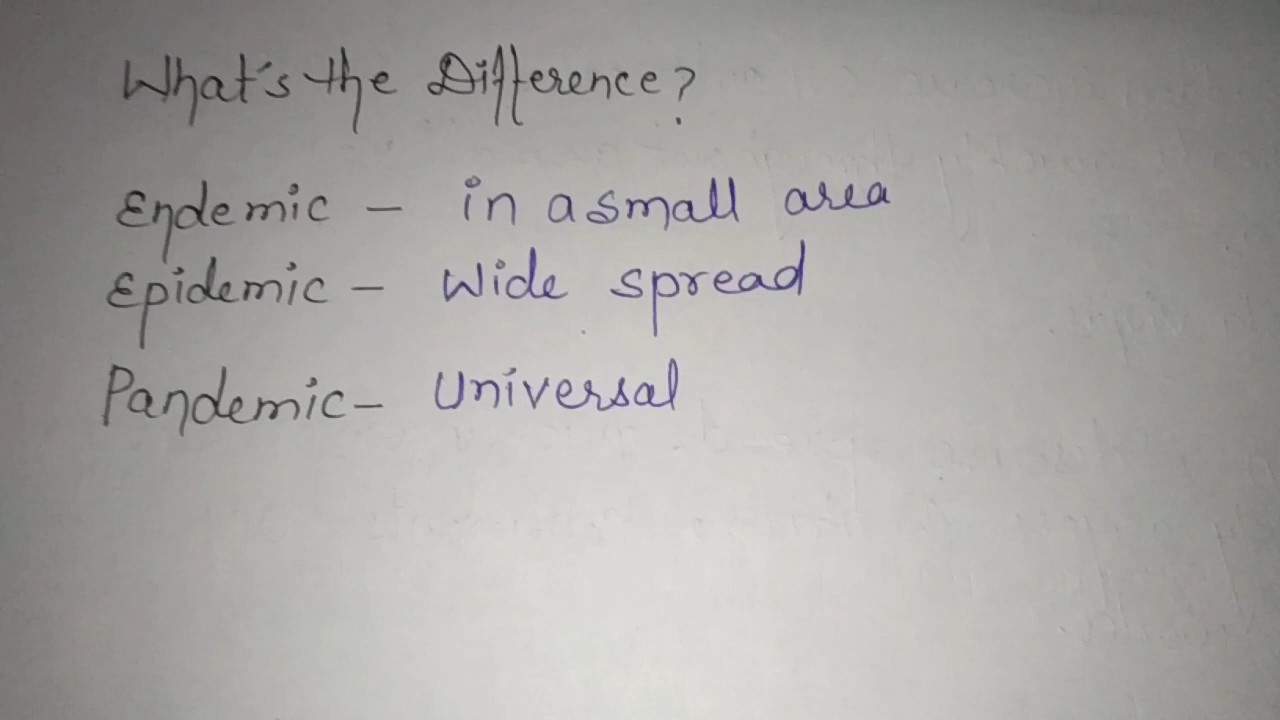 What's the Difference?
Endemic - in a small area
Epidemic - Wide spread
Pandemic - Universal